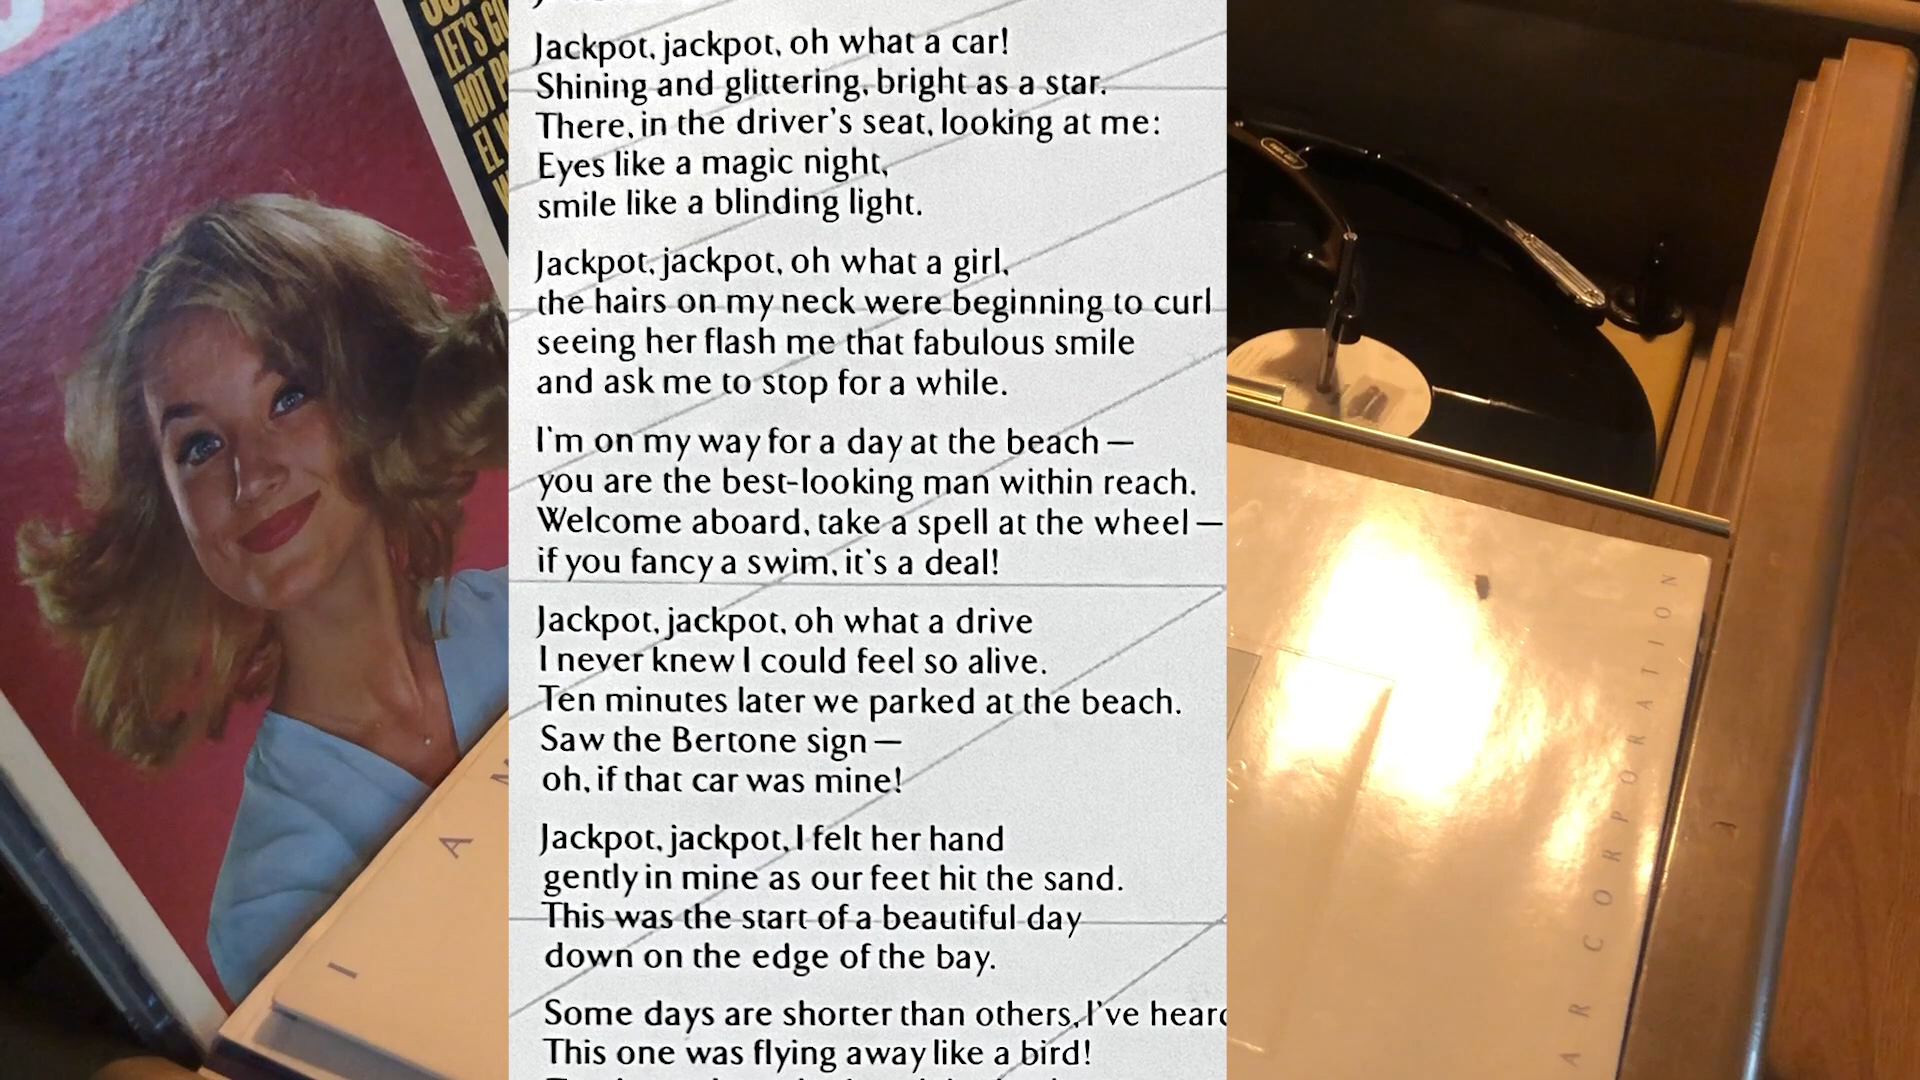 LET'S GO
HOT
EL
I A
Jackpot, jackpot, oh what a car!
Shining and glittering, bright as a star.
There, in the driver's seat, looking at me:
Eyes like a magic night,
smile like a blinding light.
Jackpot, jackpot, oh what a girl,
the hairs on my neck were beginning to curl
seeing her flash me that fabulous smile
and ask me to stop for a while.
I'm on my way for a day at the beach —
you are the best-looking man within reach.
Welcome aboard, take a spell at the wheel —
if you fancy a swim, it's a deal!
Jackpot, jackpot, oh what a drive
I never knew I could feel so alive.
Ten minutes later we parked at the beach.
Saw the Bertone sign —
oh, if that car was mine!
Jackpot, jackpot, I felt her hand
gently in mine as our feet hit the sand.
This was the start of a beautiful day
down on the edge of the bay.
Some days are shorter than others, I've heard
This one was flying away like a bird!
A R CORPORATION